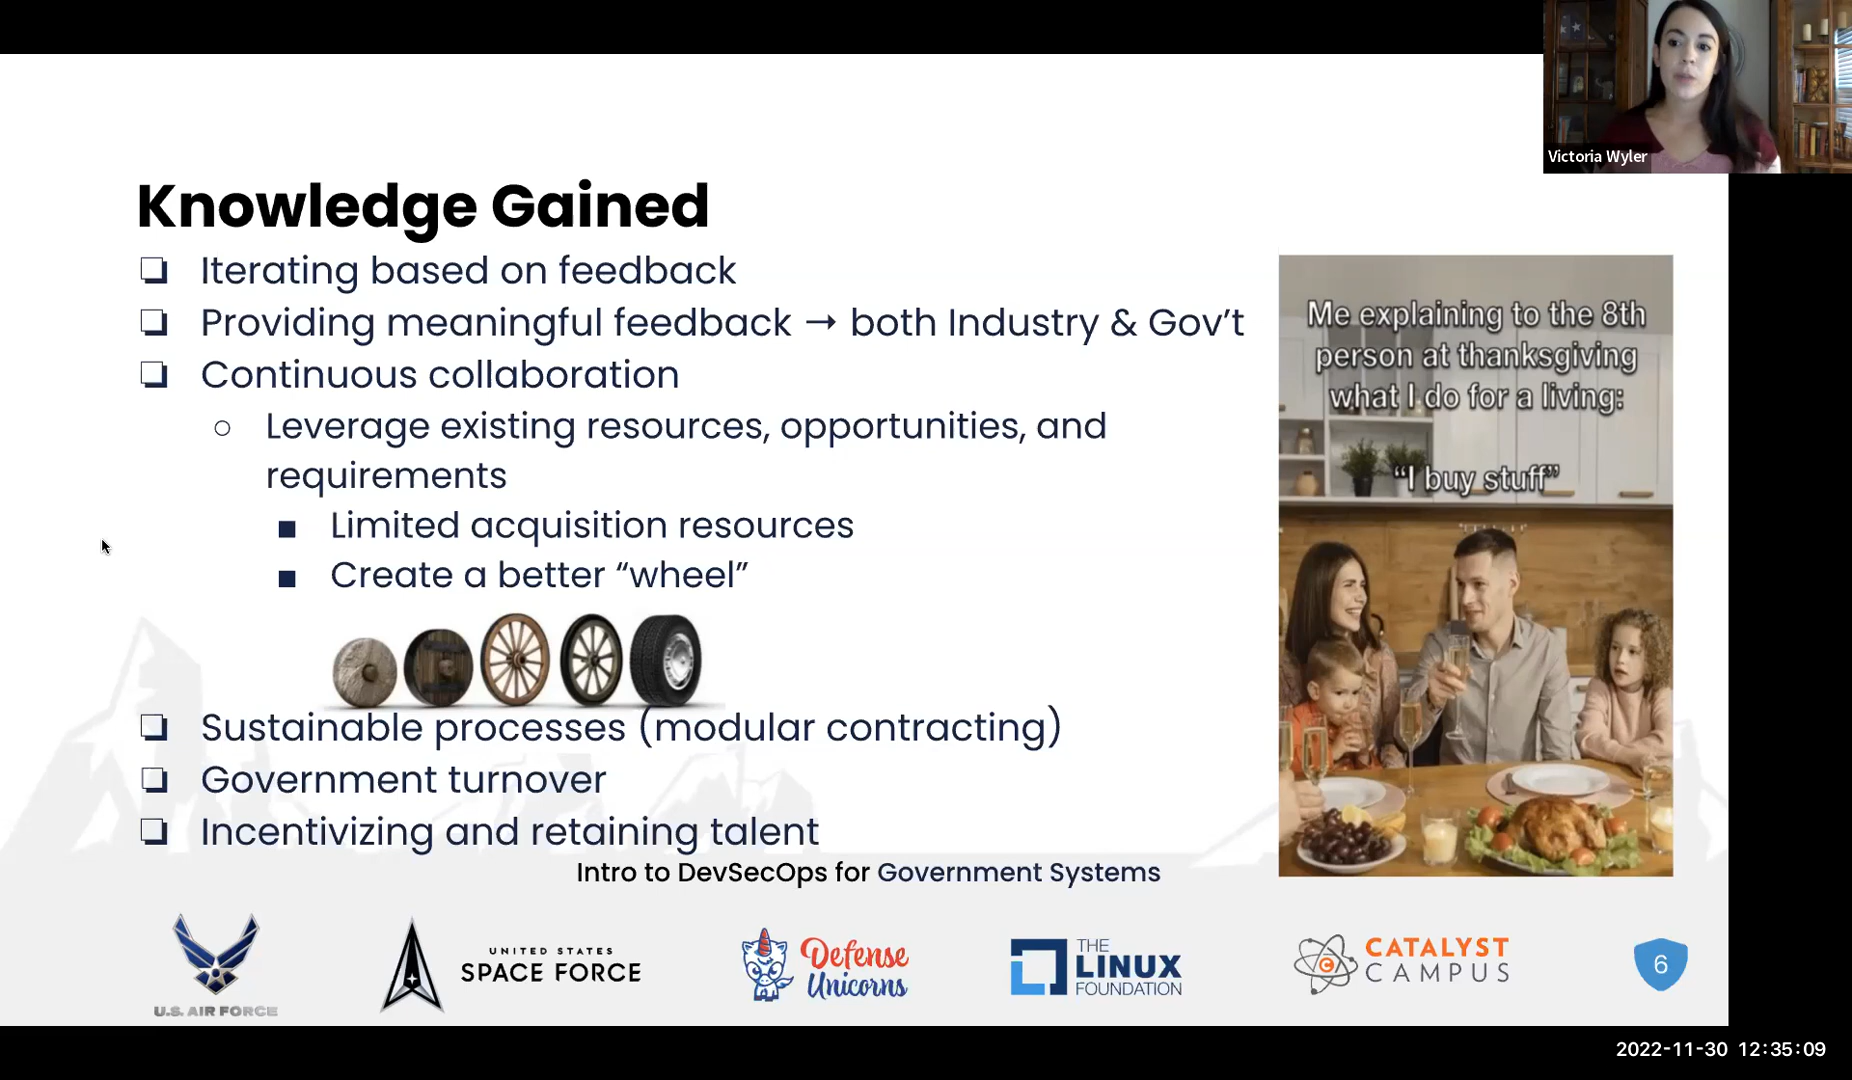 Victoria Wyler
Knowledge Gained
❏ Iterating based on feedback
❏ Providing meaningful feedback → both Industry & Gov’t
❏ Continuous collaboration
○ Leverage existing resources, opportunities, and
requirements
■ Limited acquisition resources
■ Create a better “wheel”
❏ Sustainable processes (modular contracting)
❏ Government turnover
❏ Incentivizing and retaining talent
Me explaining to the 8th
person at thanksgiving
what I do for a living:
“I buy stuff”
Intro to DevSecOps for Government Systems
U.S. AIR FORCE
UNITED STATES
SPACE FORCE
Defense
Unicorns
THE
LINUX
FOUNDATION
CATALYST
CAMPUS
6
2022-11-30 12:35:09